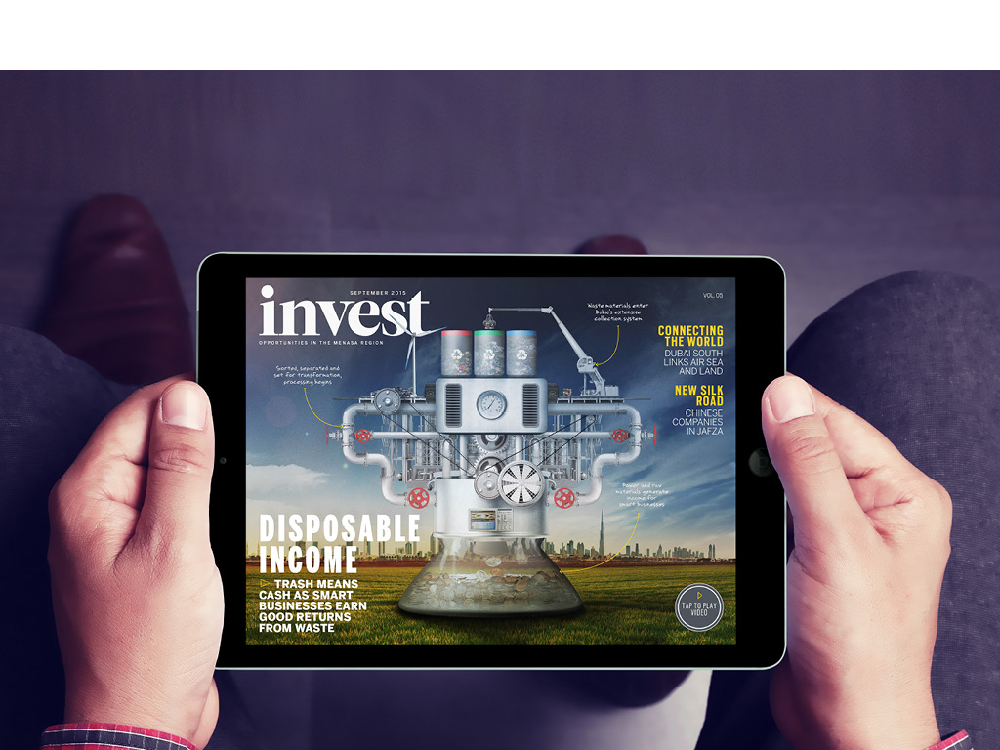 SEPTEMBER 2015
invest
OPPORTUNITIES IN THE MENASA REGION
VOL. 05
Waste materials enter
Dubai's extensive
collection system
CONNECTING
THE WORLD
DUBAI SOUTH
LINKS AIR SEA
AND LAND
NEW SILK
ROAD
CHINESE
COMPANIES
IN JAFZA
Sorted, separated and
set for transformation,
processing begins
Power and raw
materials generate
income for
smart businesses
DISPOSABLE
INCOME
TRASH MEANS
CASH AS SMART
BUSINESSES EARN
GOOD RETURNS
FROM WASTE
TAP TO PLAY
VIDEO